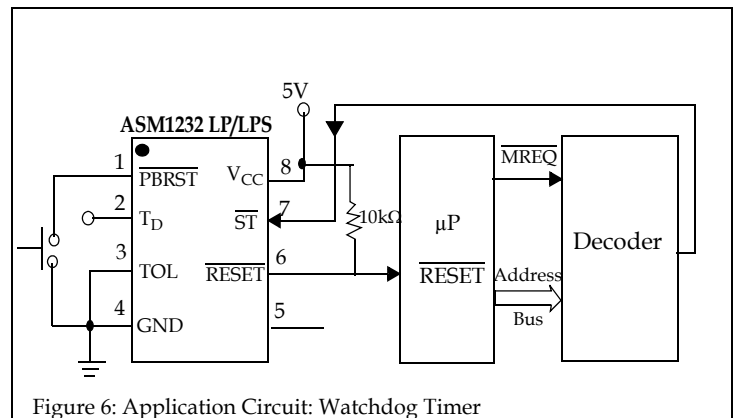 5V
ASM1232 LP/LPS
1
PBRST
VCC
8
2
TD
ST
7
10kΩ
3
TOL
RESET
6
4
GND
5
µP
RESET
MREQ
Address
Bus
Decoder
Figure 6: Application Circuit: Watchdog Timer